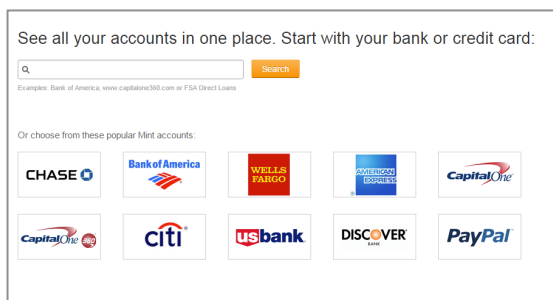 See all your accounts in one place. Start with your bank or credit card:
Search
Examples: Bank of America, www.capitalone360.com or FSA Direct Loans
Or choose from these popular Mint accounts:
CHASE
Bank of America
WELLS FARGO
AMERICAN EXPRESS
Capital One
Capital One 360
citi
usbank
DISCOVER BANK
PayPal